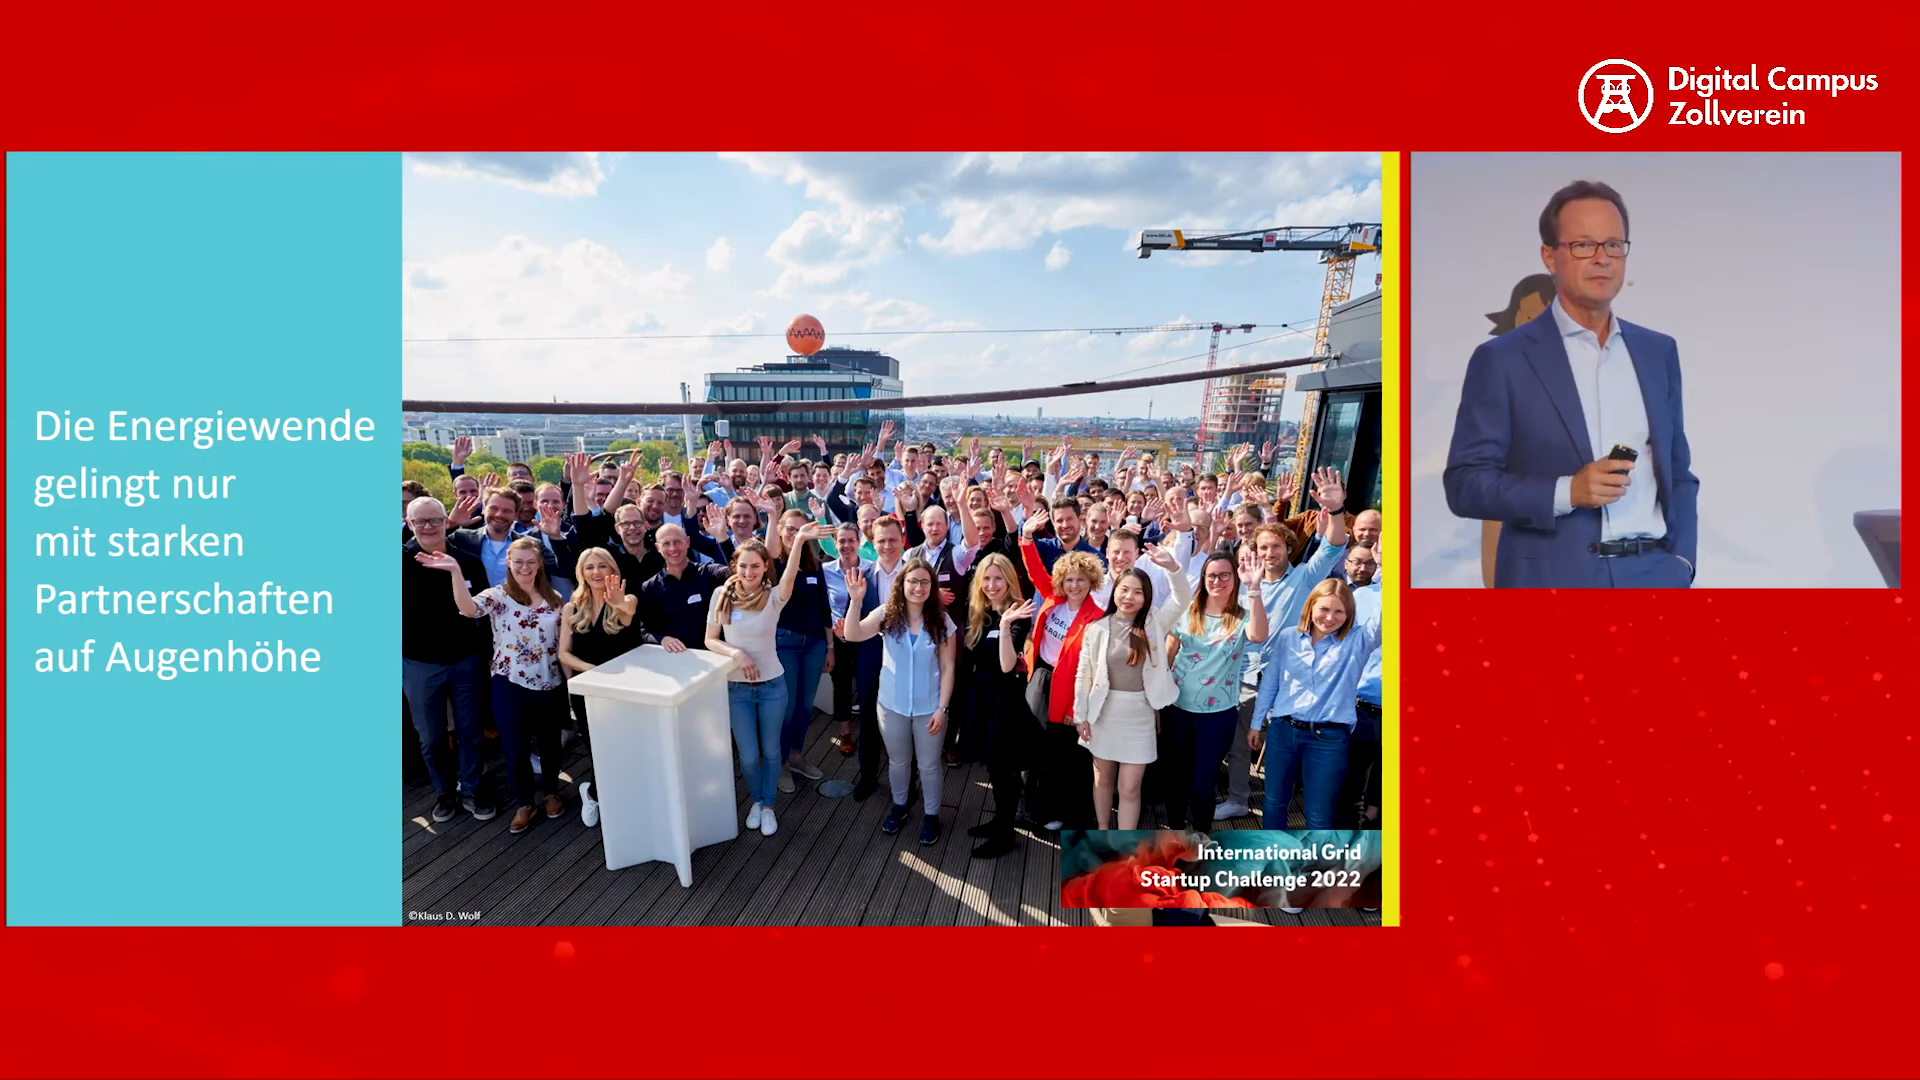 Digital Campus
Zollverein
Die Energiewende
gelingt nur
mit starken
Partnerschaften
auf Augenhöhe
International Grid
Startup Challenge 2022
©Klaus D. Wolf